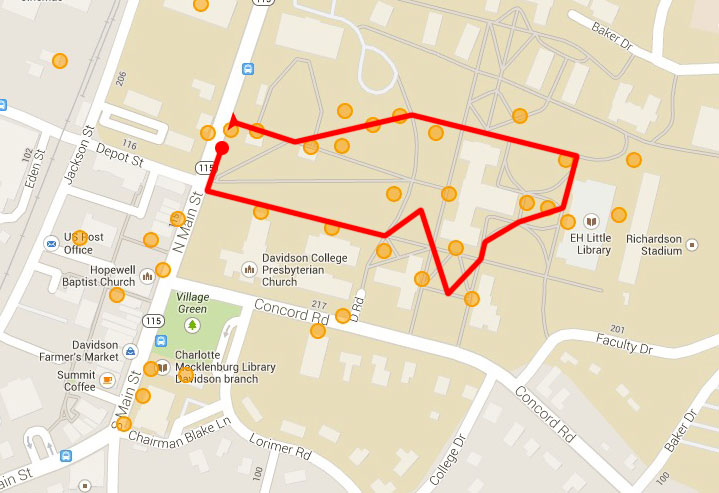 Baker Dr
206
Jackson St
Eden St
102
116
Depot St
115
N Main St
US Post
Office
115
Hopewell
Baptist Church
Davidson College
Presbyterian
Church
EH Little
Library
Richardson
Stadium
Village
Green
217
Concord Rd
D Rd
115
Davidson
Farmer's Market
Summit
Coffee
Charlotte
Mecklenburg Library
Davidson branch
201
Faculty Dr
S Main St
Chairman Blake Ln
Lorimer Rd
100
College Dr
Concord Rd
Baker Dr
100
Main St